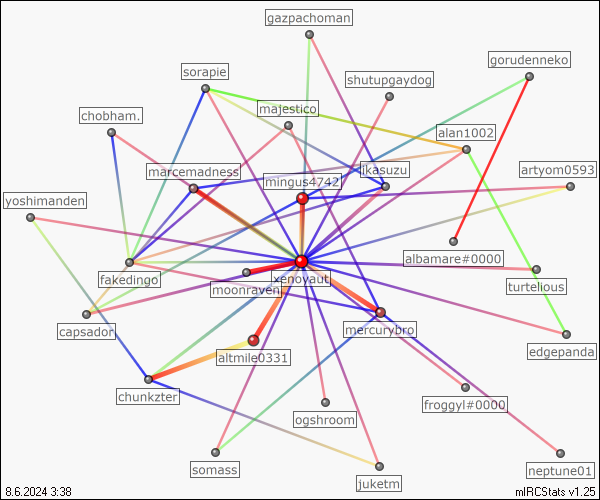 gazpachoman
gorudenneko
sorapie
shutupgaydog
majestico
chobham.
alan1002
marcemadness
ikasuzu
artyom0593
mingus4742
yoshimanden
albamare#0000
xenoyaut
fakedingo
moonraven
turtelious
capsador
mercurybro
edgepanda
altmile0331
chunkzter
froggyl#0000
ogshroom
somass
neptune01
juketm
8.6.2024 3:38
mIRCStats v1.25